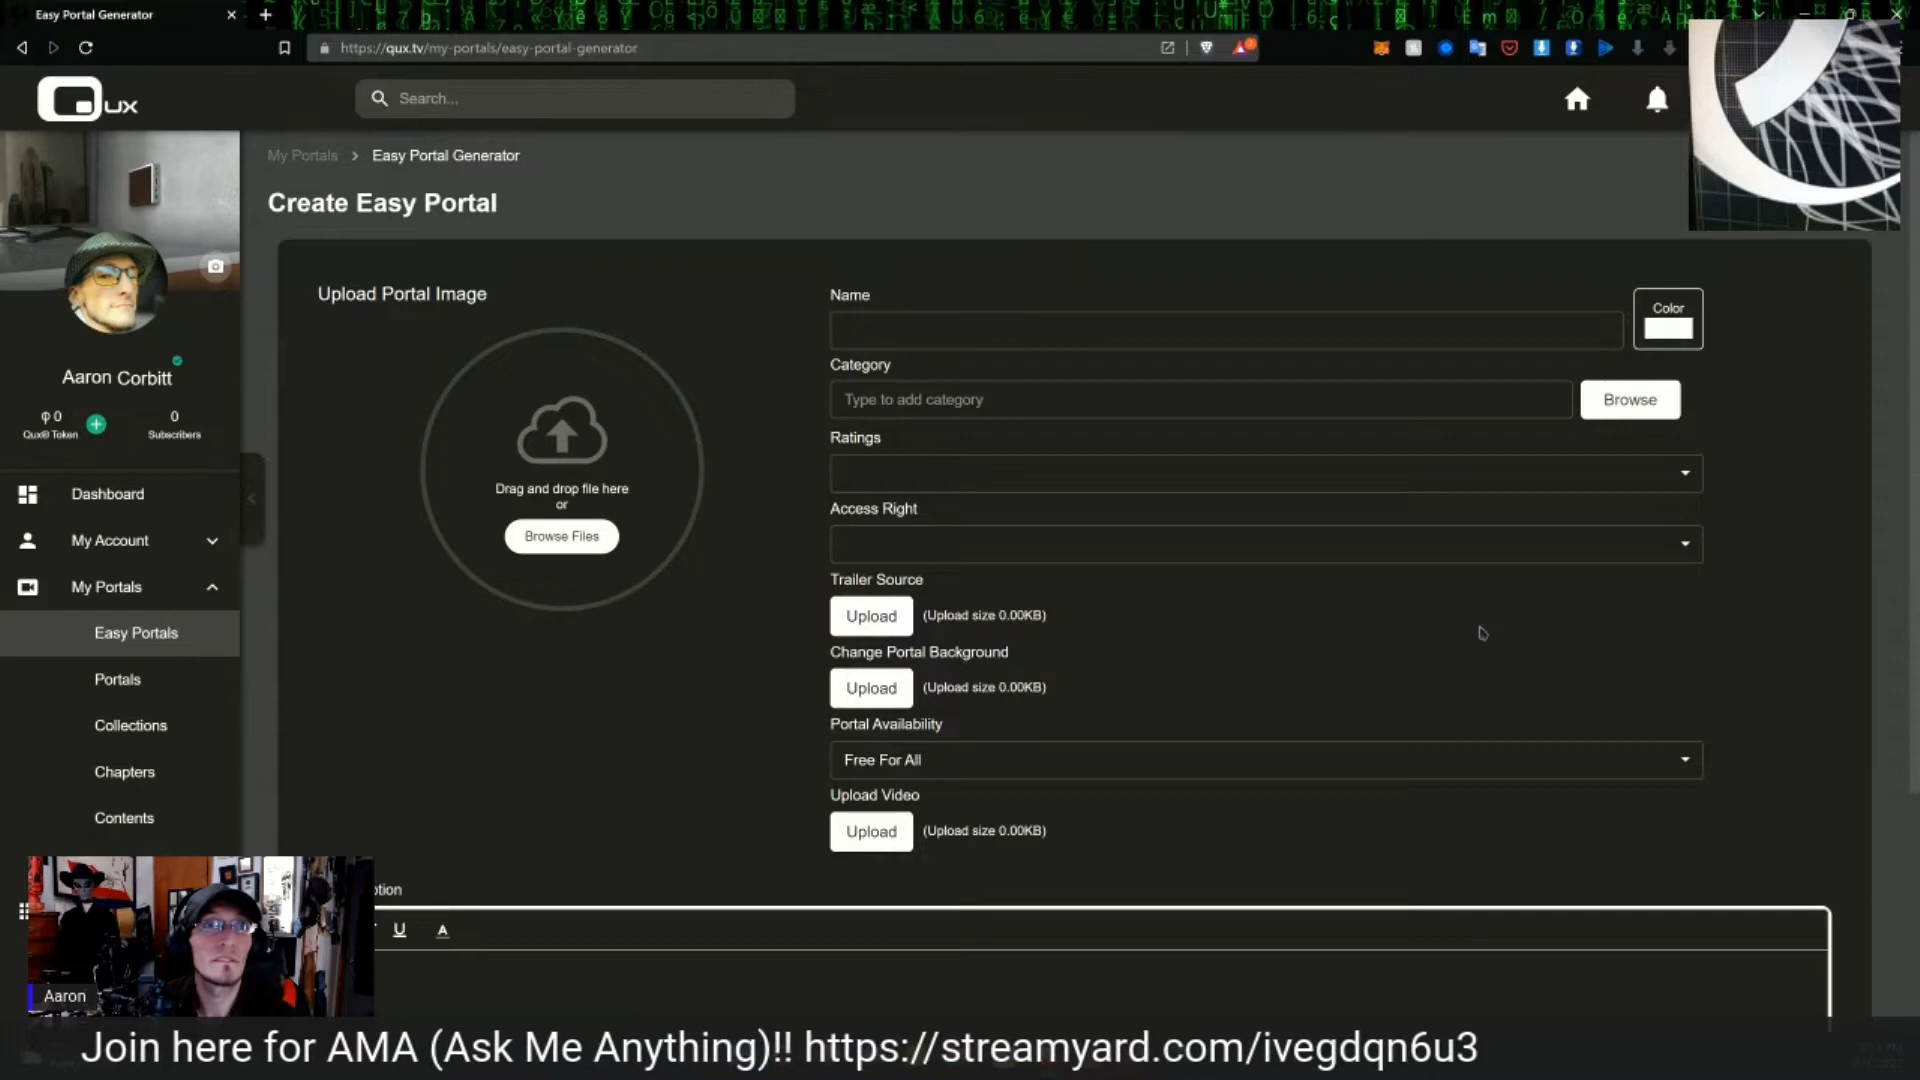 Easy Portal Generator
https://qux.tv/my-portals/easy-portal-generator
QUX
Search...
My Portals > Easy Portal Generator
Create Easy Portal
Upload Portal Image
Drag and drop file here
or
Browse Files
Name
Color
Category
Type to add category
Browse
Ratings
Access Right
Trailer Source
Upload (Upload size 0.00KB)
Change Portal Background
Upload (Upload size 0.00KB)
Portal Availability
Free For All
Upload Video
Upload (Upload size 0.00KB)
ption
U A
Aaron Corbitt
φ 0
Qux® Token
0
Subscribers
Dashboard
My Account
My Portals
Easy Portals
Portals
Collections
Chapters
Contents
Aaron
Join here for AMA (Ask Me Anything)!! https://streamyard.com/ivegdqn6u3